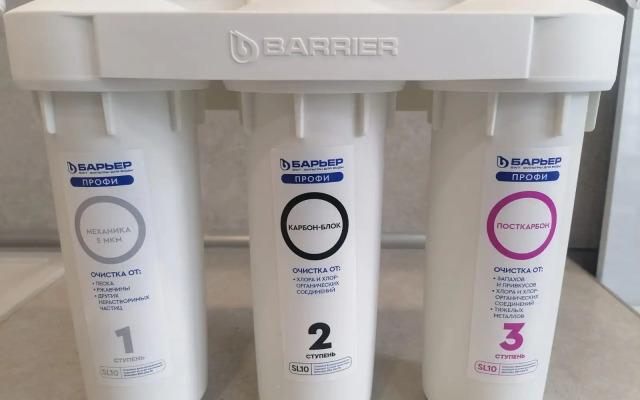 BARRIER
БАРЬЕР
ПРОФИ
МЕХАНИКА
5 МКМ
ОЧИСТКА ОТ:
• ПЕСКА
• РЖАВЧИНЫ
• ДРУГИХ
НЕРАСТВОРИМЫХ
ЧАСТИЦ
1
СТУПЕНЬ
SL10
БАРЬЕР
ПРОФИ
КАРБОН-БЛОК
ОЧИСТКА ОТ:
• ХЛОРА И ХЛОР-
ОРГАНИЧЕСКИХ
СОЕДИНЕНИЙ
2
СТУПЕНЬ
SL10
БАРЬЕР
ПРОФИ
ПОСТКАРБОН
ОЧИСТКА ОТ:
• ЗАПАХОВ
И ПРИВКУСОВ
• ХЛОРА И ХЛОР-
ОРГАНИЧЕСКИХ
СОЕДИНЕНИЙ
• ТЯЖЕЛЫХ
МЕТАЛЛОВ
3
СТУПЕНЬ
SL10